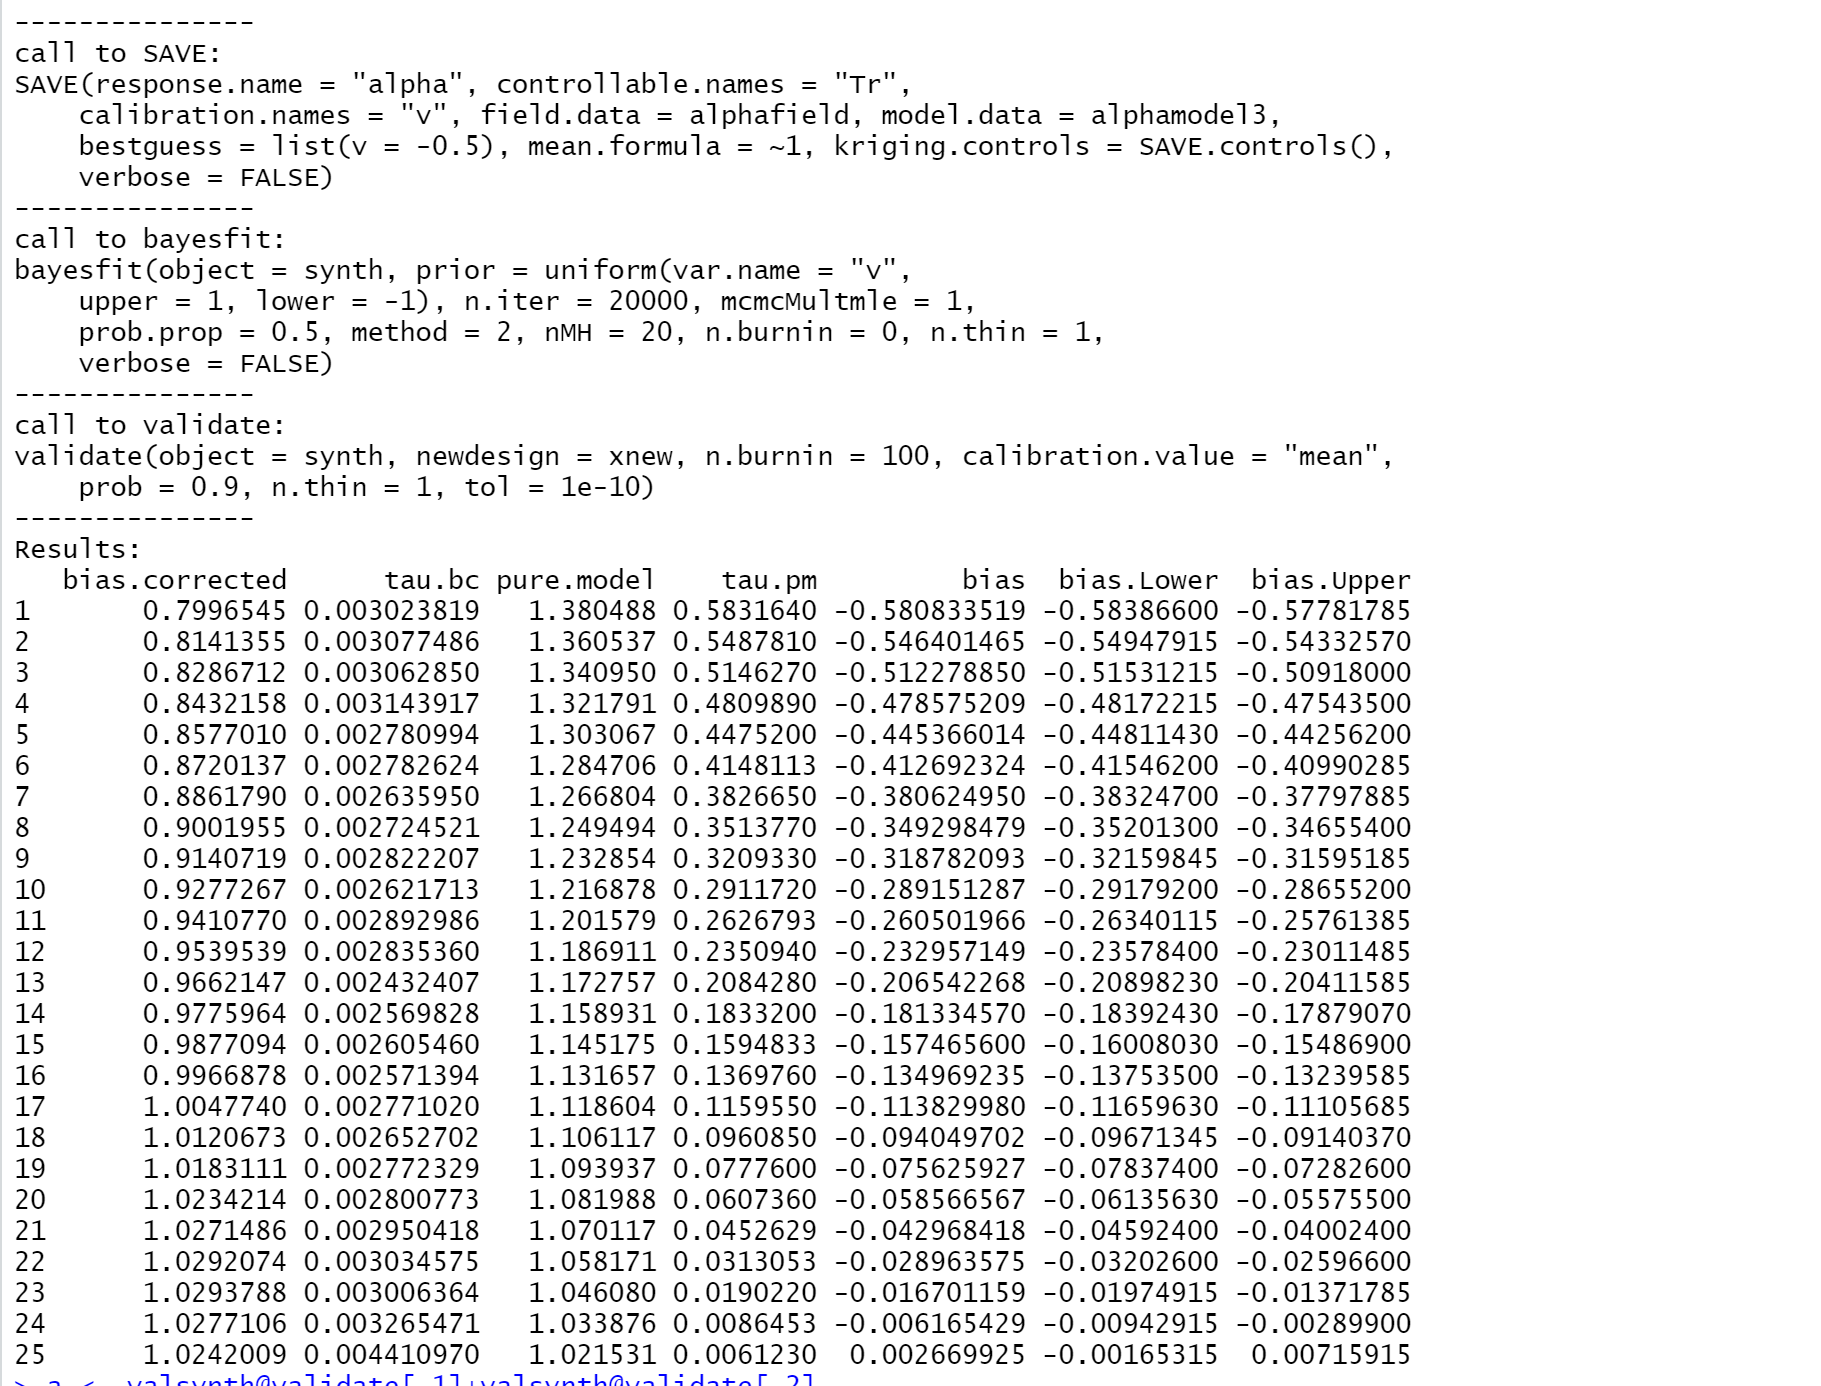 ---------------
call to SAVE:
SAVE(response.name = "alpha", controllable.names = "Tr",
    calibration.names = "v", field.data = alphafield, model.data = alphamodel3,
    bestguess = list(v = -0.5), mean.formula = ~1, kriging.controls = SAVE.controls(),
    verbose = FALSE)
---------------
call to bayesfit:
bayesfit(object = synth, prior = uniform(var.name = "v",
    upper = 1, lower = -1), n.iter = 20000, mcmcMultmle = 1,
    prob.prop = 0.5, method = 2, nMH = 20, n.burnin = 0, n.thin = 1,
    verbose = FALSE)
---------------
call to validate:
validate(object = synth, newdesign = xnew, n.burnin = 100, calibration.value = "mean",
    prob = 0.9, n.thin = 1, tol = 1e-10)
---------------
Results:
   bias.corrected      tau.bc pure.model    tau.pm         bias  bias.Lower  bias.Upper
1       0.7996545 0.003023819   1.380488 0.5831640 -0.580833519 -0.58386600 -0.57781785
2       0.8141355 0.003077486   1.360537 0.5487810 -0.546401465 -0.54947915 -0.54332570
3       0.8286712 0.003062850   1.340950 0.5146270 -0.512278850 -0.51531215 -0.50918000
4       0.8432158 0.003143917   1.321791 0.4809890 -0.478575209 -0.48172215 -0.47543500
5       0.8577010 0.002780994   1.303067 0.4475200 -0.445366014 -0.44811430 -0.44256200
6       0.8720137 0.002782624   1.284706 0.4148113 -0.412692324 -0.41546200 -0.40990285
7       0.8861790 0.002635950   1.266804 0.3826650 -0.380624950 -0.38324700 -0.37797885
8       0.9001955 0.002724521   1.249494 0.3513770 -0.349298479 -0.35201300 -0.34655400
9       0.9140719 0.002822207   1.232854 0.3209330 -0.318782093 -0.32159845 -0.31595185
10      0.9277267 0.002621713   1.216878 0.2911720 -0.289151287 -0.29179200 -0.28655200
11      0.9410770 0.002892986   1.201579 0.2626793 -0.260501966 -0.26340115 -0.25761385
12      0.9539539 0.002835360   1.186911 0.2350940 -0.232957149 -0.23578400 -0.23011485
13      0.9662147 0.002432407   1.172757 0.2084280 -0.206542268 -0.20898230 -0.20411585
14      0.9775964 0.002569828   1.158931 0.1833200 -0.181334570 -0.18392430 -0.17879070
15      0.9877094 0.002605460   1.145175 0.1594833 -0.157465600 -0.16008030 -0.15486900
16      0.9966878 0.002571394   1.131657 0.1369760 -0.134969235 -0.13753500 -0.13239585
17      1.0047740 0.002771020   1.118604 0.1159550 -0.113829980 -0.11659630 -0.11105685
18      1.0120673 0.002652702   1.106117 0.0960850 -0.094049702 -0.09671345 -0.09140370
19      1.0183111 0.002772329   1.093937 0.0777600 -0.075625927 -0.07837400 -0.07282600
20      1.0234214 0.002800773   1.081988 0.0607360 -0.058566567 -0.06135630 -0.05575500
21      1.0271486 0.002950418   1.070117 0.0452629 -0.042968418 -0.04592400 -0.04002400
22      1.0292074 0.003034575   1.058171 0.0313053 -0.028963575 -0.03202600 -0.02596600
23      1.0293788 0.003006364   1.046080 0.0190220 -0.016701159 -0.01974915 -0.01371785
24      1.0277106 0.003265471   1.033876 0.0086453 -0.006165429 -0.00942915 -0.00289900
25      1.0242009 0.004410970   1.021531 0.0061230  0.002669925 -0.00165315  0.00715915